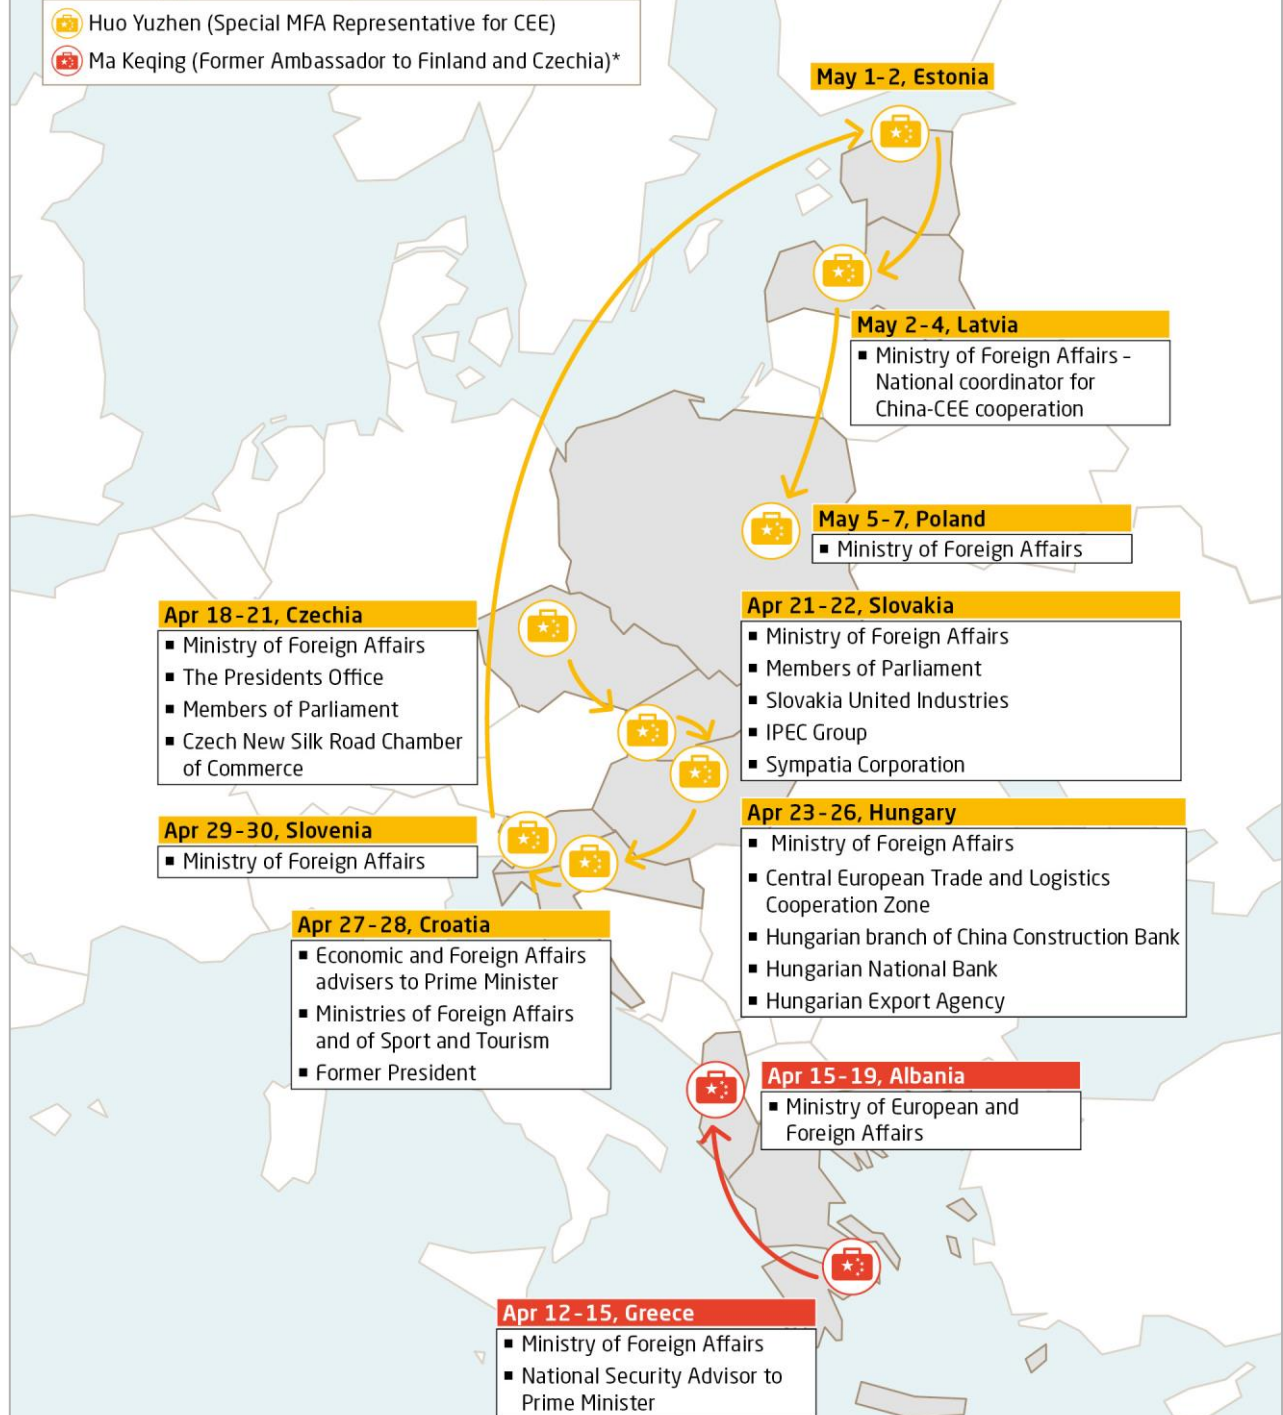 Huo Yuzhen (Special MFA Representative for CEE)
Ma Keqing (Former Ambassador to Finland and Czechia)*
May 1-2, Estonia
May 2-4, Latvia
▪ Ministry of Foreign Affairs –
National coordinator for
China-CEE cooperation
May 5-7, Poland
▪ Ministry of Foreign Affairs
Apr 18-21, Czechia
▪ Ministry of Foreign Affairs
▪ The Presidents Office
▪ Members of Parliament
▪ Czech New Silk Road Chamber
of Commerce
Apr 21-22, Slovakia
▪ Ministry of Foreign Affairs
▪ Members of Parliament
▪ Slovakia United Industries
▪ IPEC Group
▪ Sympatia Corporation
Apr 29-30, Slovenia
▪ Ministry of Foreign Affairs
Apr 23-26, Hungary
▪ Ministry of Foreign Affairs
▪ Central European Trade and Logistics
Cooperation Zone
▪ Hungarian branch of China Construction Bank
▪ Hungarian National Bank
▪ Hungarian Export Agency
Apr 27-28, Croatia
▪ Economic and Foreign Affairs
advisers to Prime Minister
▪ Ministries of Foreign Affairs
and of Sport and Tourism
▪ Former President
Apr 15-19, Albania
▪ Ministry of European and
Foreign Affairs
Apr 12-15, Greece
▪ Ministry of Foreign Affairs
▪ National Security Advisor to
Prime Minister